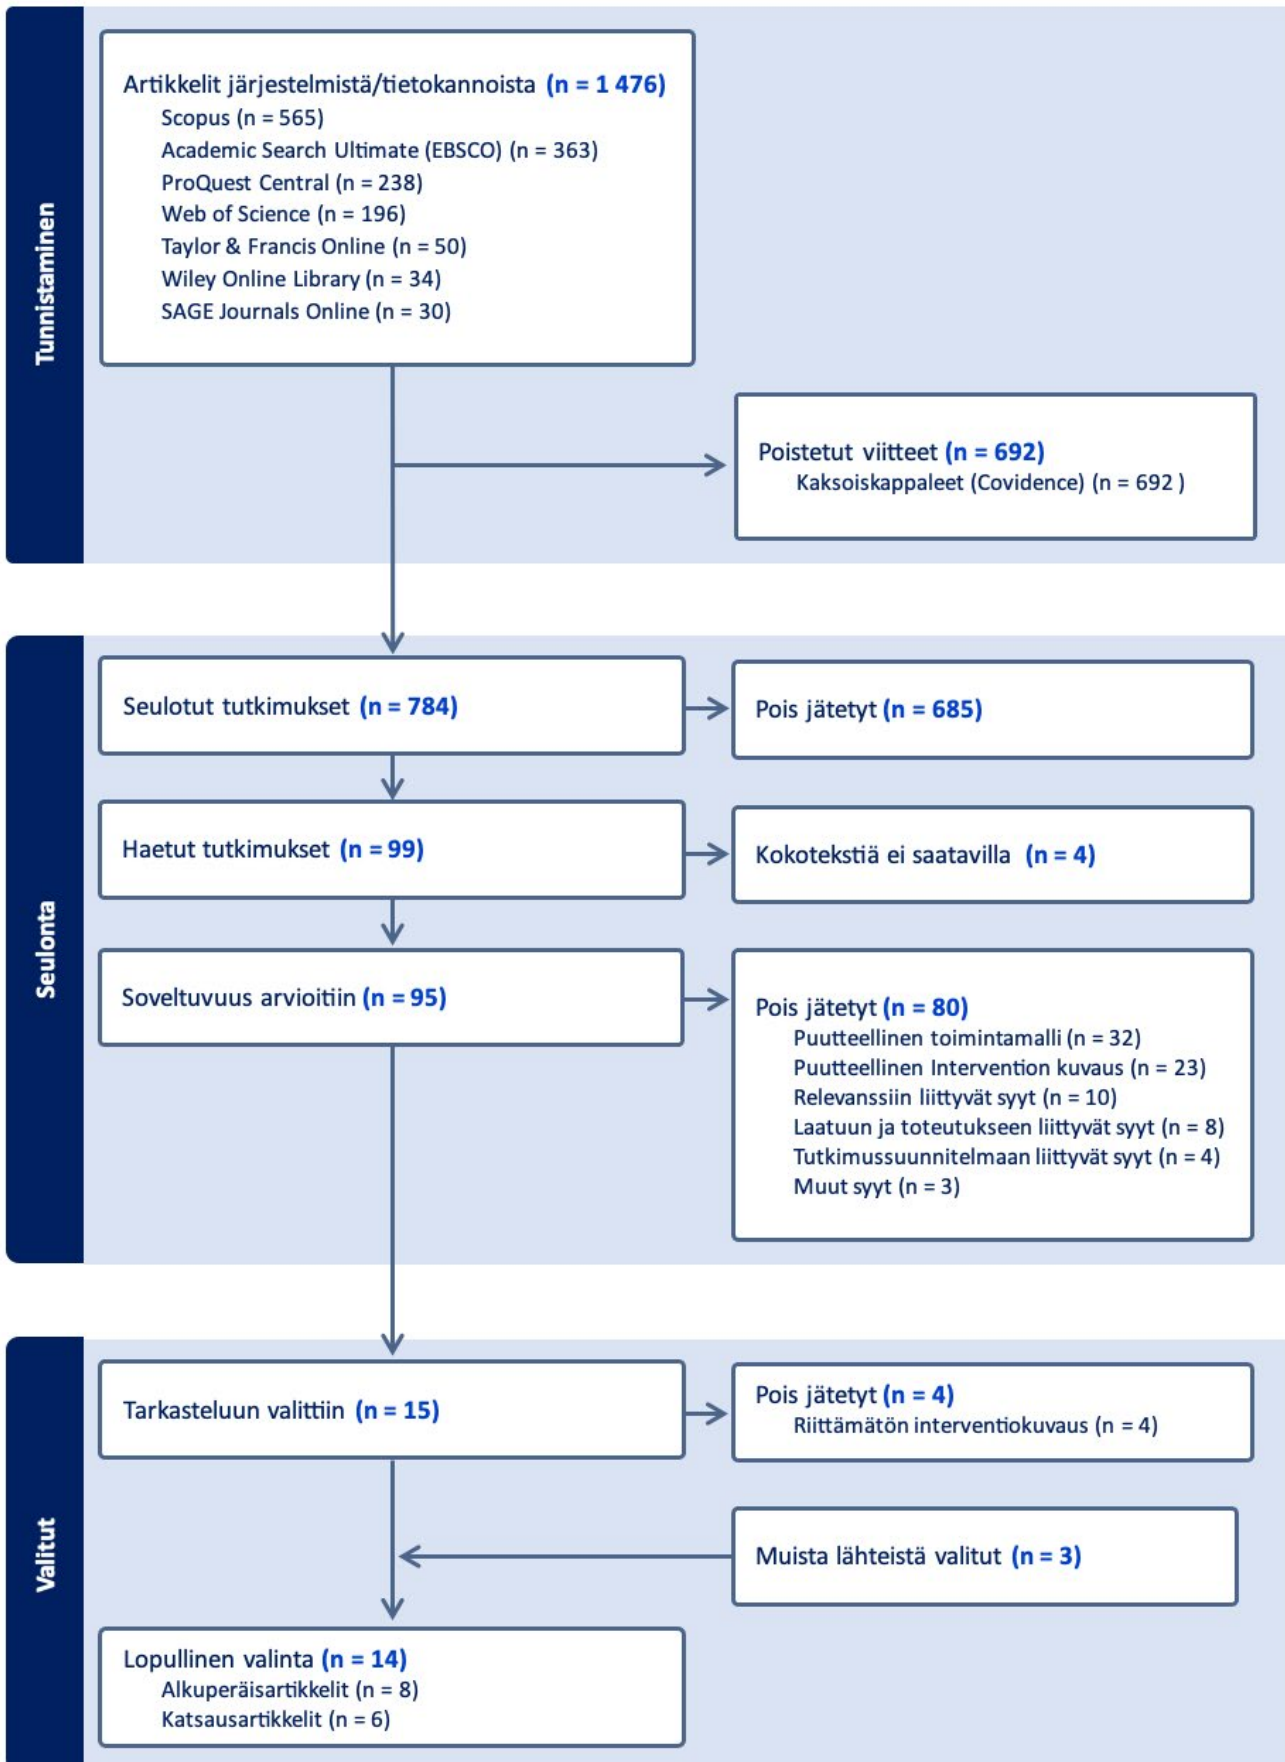 Tunnistaminen
Artikkelit järjestelmistä/tietokannoista (n = 1 476)
Scopus (n = 565)
Academic Search Ultimate (EBSCO) (n = 363)
ProQuest Central (n = 238)
Web of Science (n = 196)
Taylor & Francis Online (n = 50)
Wiley Online Library (n = 34)
SAGE Journals Online (n = 30)
Poistetut viitteet (n = 692)
Kaksoiskappaleet (Covidence) (n = 692 )
Seulonta
Seulotut tutkimukset (n = 784)
Pois jätetyt (n = 685)
Haetut tutkimukset (n = 99)
Kokotekstiä ei saatavilla (n = 4)
Soveltuvuus arvioitiin (n = 95)
Pois jätetyt (n = 80)
Puutteellinen toimintamalli (n = 32)
Puutteellinen Intervention kuvaus (n = 23)
Relevanssiin liittyvät syyt (n = 10)
Laatuun ja toteutukseen liittyvät syyt (n = 8)
Tutkimussuunnitelmaan liittyvät syyt (n = 4)
Muut syyt (n = 3)
Valitut
Tarkasteluun valittiin (n = 15)
Pois jätetyt (n = 4)
Riittämätön interventiokuvaus (n = 4)
Muista lähteistä valitut (n = 3)
Lopullinen valinta (n = 14)
Alkuperäisartikkelit (n = 8)
Katsausartikkelit (n = 6)